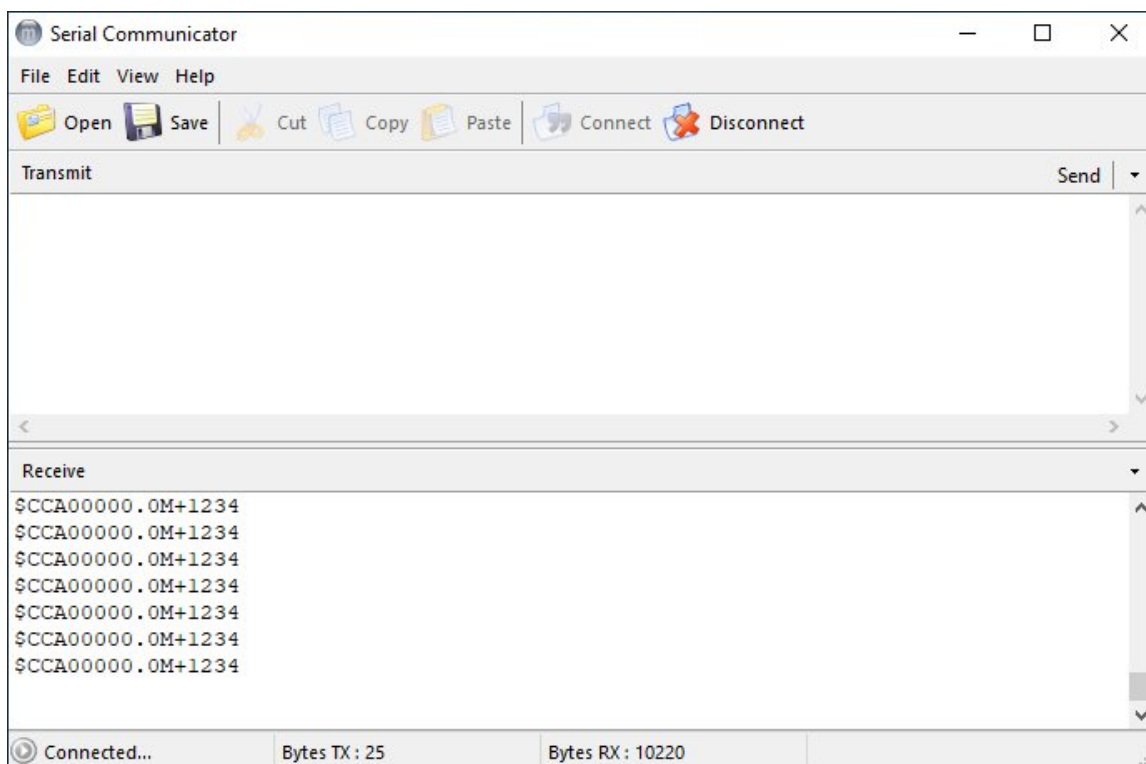 Serial Communicator
File Edit View Help
Open Save Cut Copy Paste Connect Disconnect
Transmit Send
Receive
$CCA00000.0M+1234
$CCA00000.0M+1234
$CCA00000.0M+1234
$CCA00000.0M+1234
$CCA00000.0M+1234
$CCA00000.0M+1234
$CCA00000.0M+1234
Connected... Bytes TX : 25 Bytes RX : 10220